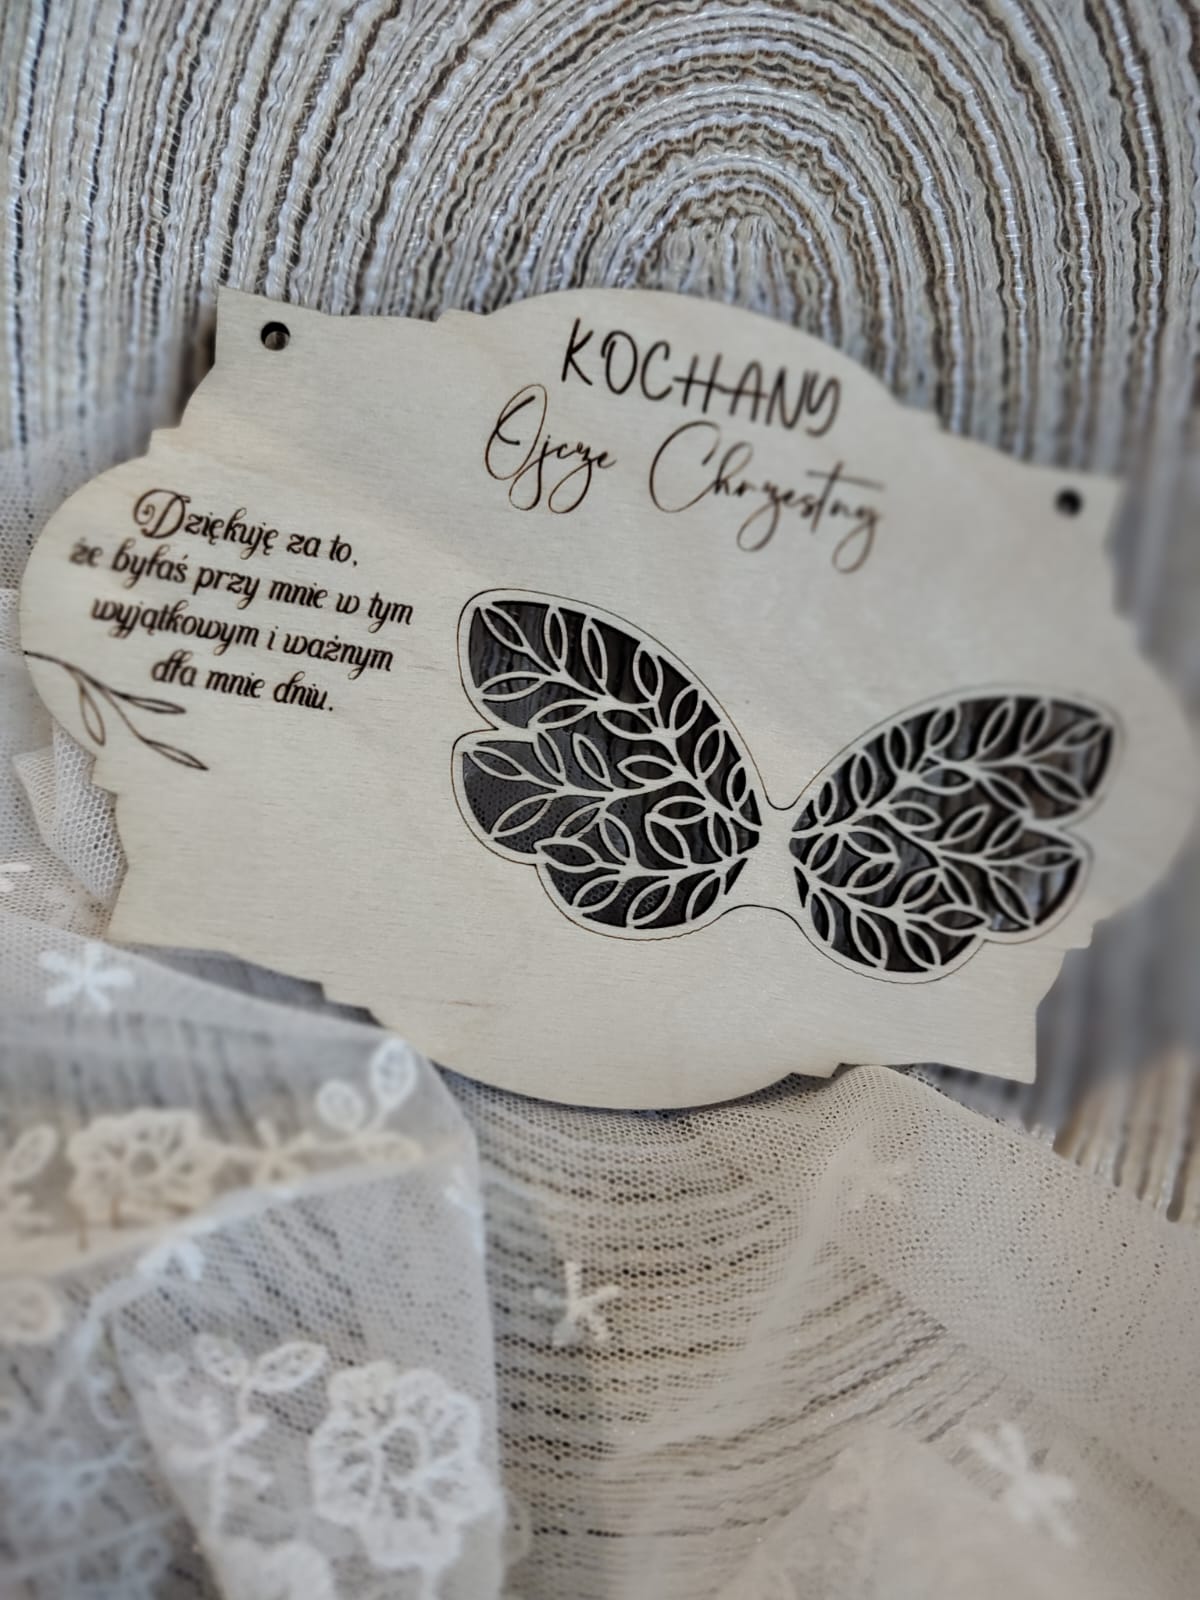 KOCHANY
Ojcze Chrzestny
Dziękuję za to,
że byłaś przy mnie w tym
wyjątkowym i ważnym
dla mnie dniu.